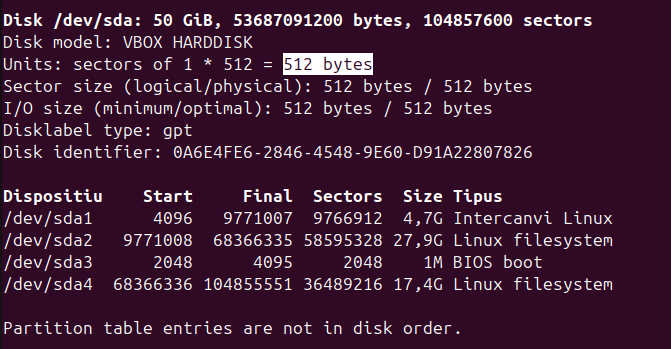 Disk /dev/sda: 50 GiB, 53687091200 bytes, 104857600 sectors
Disk model: VBOX HARDDISK
Units: sectors of 1 * 512 = 512 bytes
Sector size (logical/physical): 512 bytes / 512 bytes
I/O size (minimum/optimal): 512 bytes / 512 bytes
Disklabel type: gpt
Disk identifier: 0A6E4FE6-2846-4548-9E60-D91A22807826
Dispositiu Start Final Sectors Size Tipus
/dev/sda1 4096 9771007 9766912 4,7G Intercanvi Linux
/dev/sda2 9771008 68366335 58595328 27,9G Linux filesystem
/dev/sda3 2048 4095 2048 1M BIOS boot
/dev/sda4 68366336 104855551 36489216 17,4G Linux filesystem
Partition table entries are not in disk order.